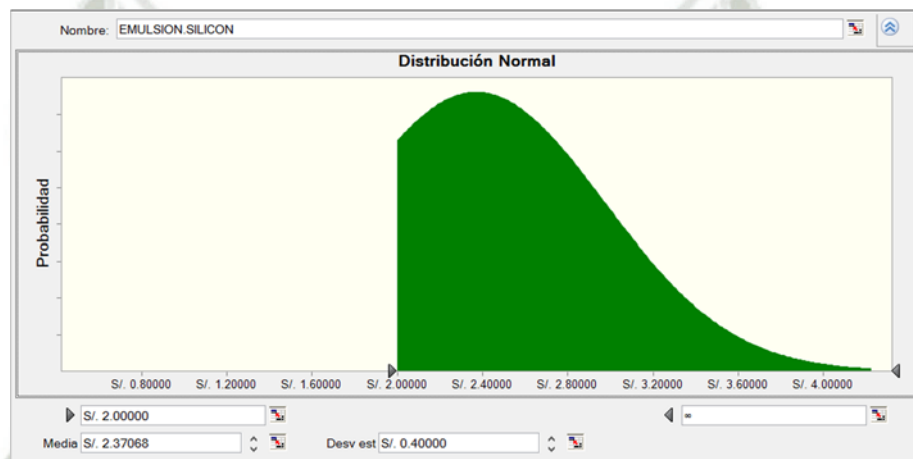 Nombre: EMULSION.SILICON
Distribución Normal
Probabilidad
S/. 0.80000 S/. 1.20000 S/. 1.60000 S/. 2.00000 S/. 2.40000 S/. 2.80000 S/. 3.20000 S/. 3.60000 S/. 4.00000
S/. 2.00000 ∞
Media S/. 2.37068 Desv est S/. 0.40000